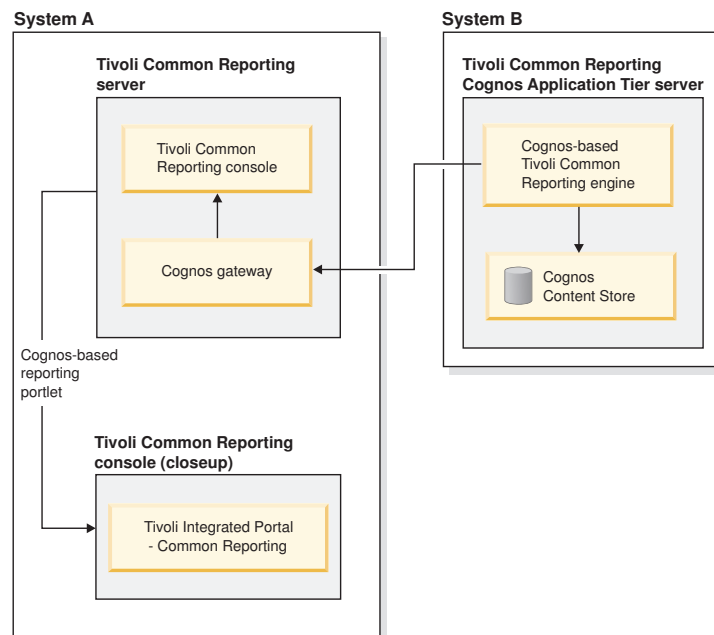 System A
Tivoli Common Reporting
server
Tivoli Common
Reporting console
Cognos gateway
Cognos-based
reporting
portlet
Tivoli Common Reporting
console (closeup)
Tivoli Integrated Portal
- Common Reporting
System B
Tivoli Common Reporting
Cognos Application Tier server
Cognos-based
Tivoli Common
Reporting engine
Cognos
Content Store